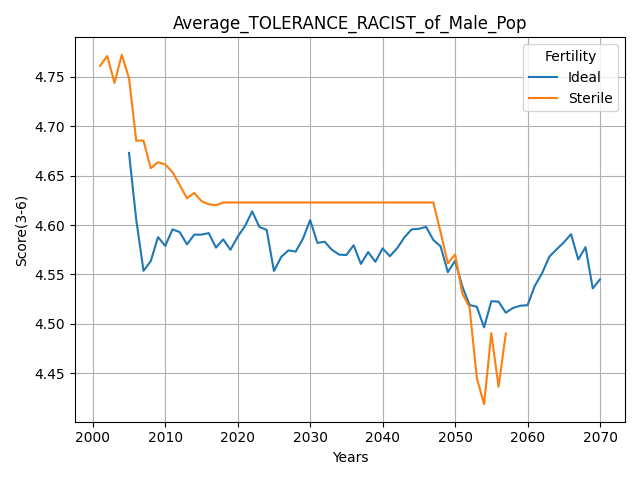 Average_TOLERANCE_RACIST_of_Male_Pop
Fertility
Ideal
Sterile
Score(3-6)
4.75
4.70
4.65
4.60
4.55
4.50
4.45
2000 2010 2020 2030 2040 2050 2060 2070
Years